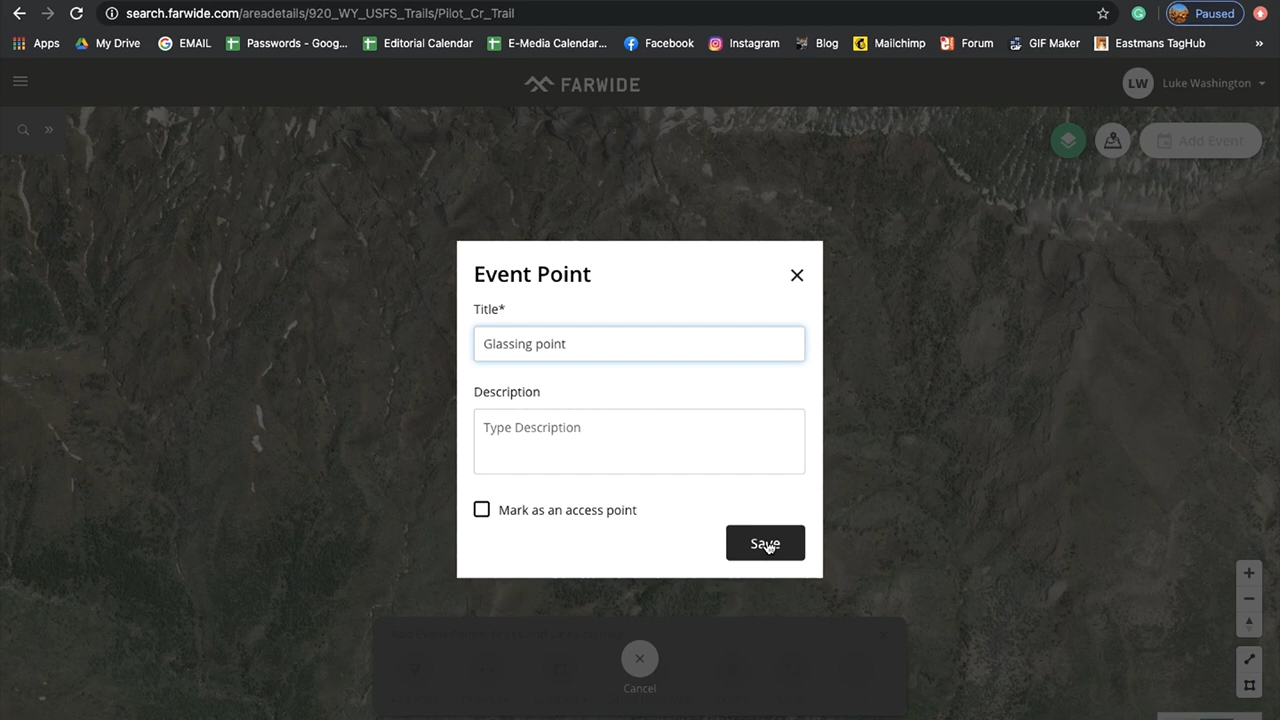 search.farwide.com/areadetails/920_WY_USFS_Trails/Pilot_Cr_Trail
Paused
Apps
My Drive
EMAIL
Passwords - Goog...
Editorial Calendar
E-Media Calendar...
Facebook
Instagram
Blog
Mailchimp
Forum
GIF Maker
Eastmans TagHub
»
FARWIDE
LW
Luke Washington
»
Add Event
Event Point
Title*
Glassing point
Description
Type Description
Mark as an access point
Save
Cancel